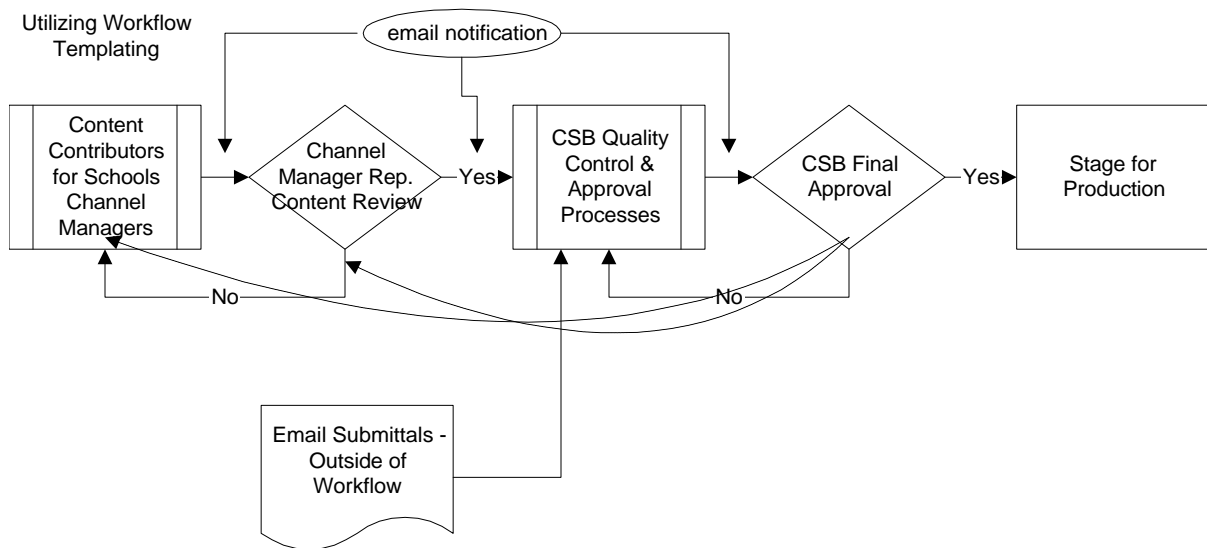 Utilizing Workflow
Templating
email notification
Content
Contributors
for Schools
Channel
Managers
Channel
Manager Rep.
Content Review
Yes
CSB Quality
Control &
Approval
Processes
CSB Final
Approval
Yes
Stage for
Production
No
No
Email Submittals -
Outside of
Workflow